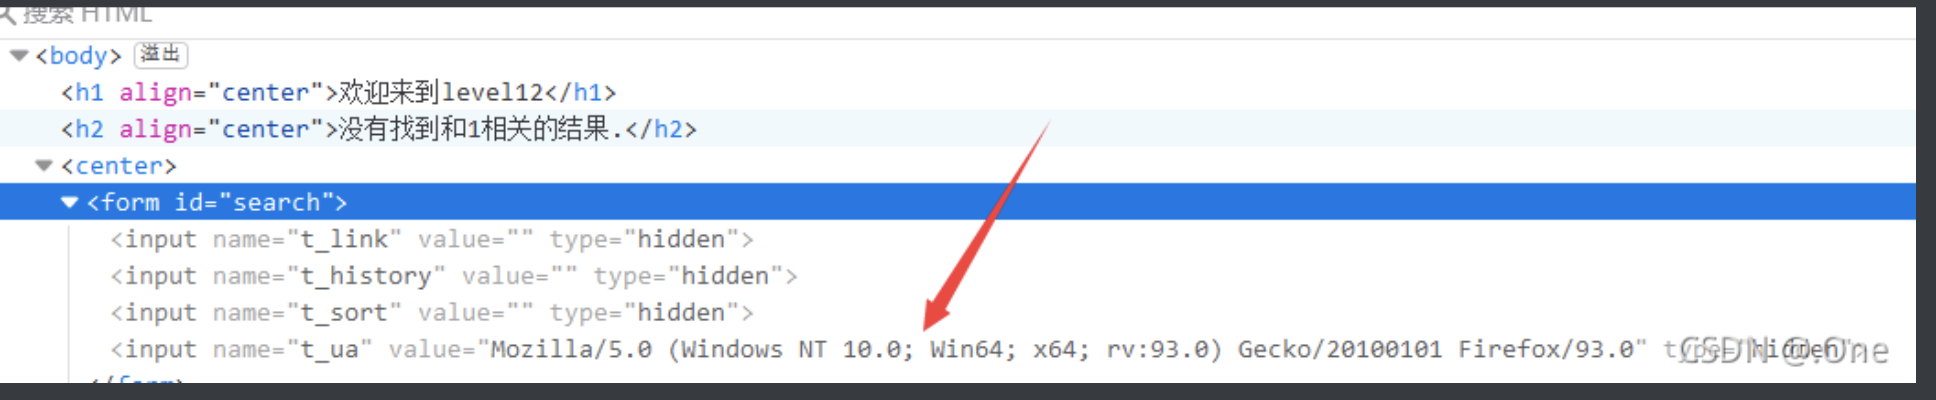 搜索 HTML
<body> 溢出
<h1 align="center">欢迎来到level12</h1>
<h2 align="center">没有找到和1相关的结果.</h2>
<center>
<form id="search">
<input name="t_link" value="" type="hidden">
<input name="t_history" value="" type="hidden">
<input name="t_sort" value="" type="hidden">
<input name="t_ua" value="Mozilla/5.0 (Windows NT 10.0; Win64; x64; rv:93.0) Gecko/20100101 Firefox/93.0" type="hidden">
</form>
CSDN @.One